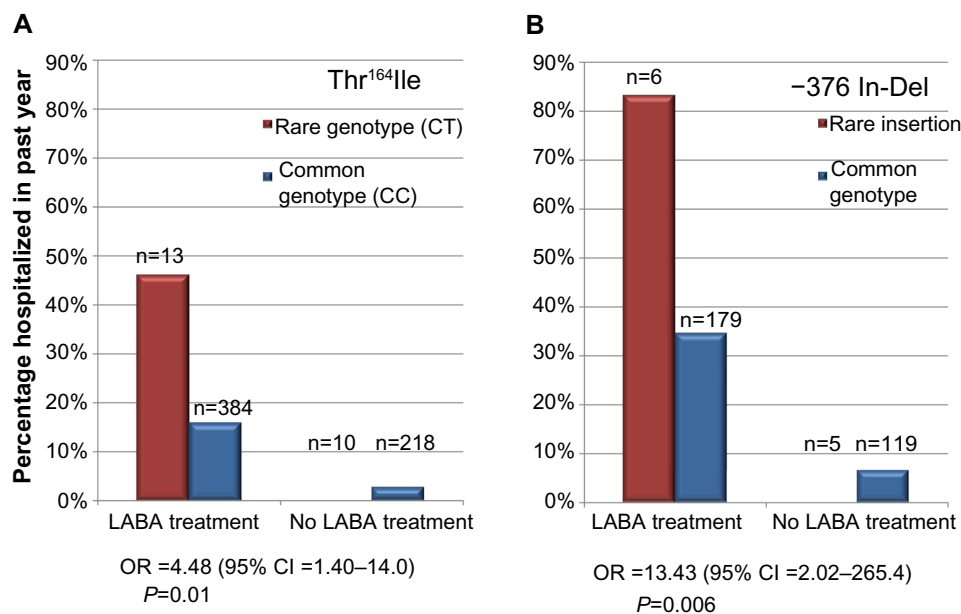 A
Percentage hospitalized in past year
90%
80%
70%
60%
50%
40%
30%
20%
10%
0%
Thr¹⁶⁴Ile
Rare genotype (CT)
Common
genotype (CC)
n=13
n=384
n=10
n=218
LABA treatment
No LABA treatment
OR =4.48 (95% CI =1.40–14.0)
P=0.01
B
90%
80%
70%
60%
50%
40%
30%
20%
10%
0%
−376 In-Del
Rare insertion
Common
genotype
n=6
n=179
n=5
n=119
LABA treatment
No LABA treatment
OR =13.43 (95% CI =2.02–265.4)
P=0.006